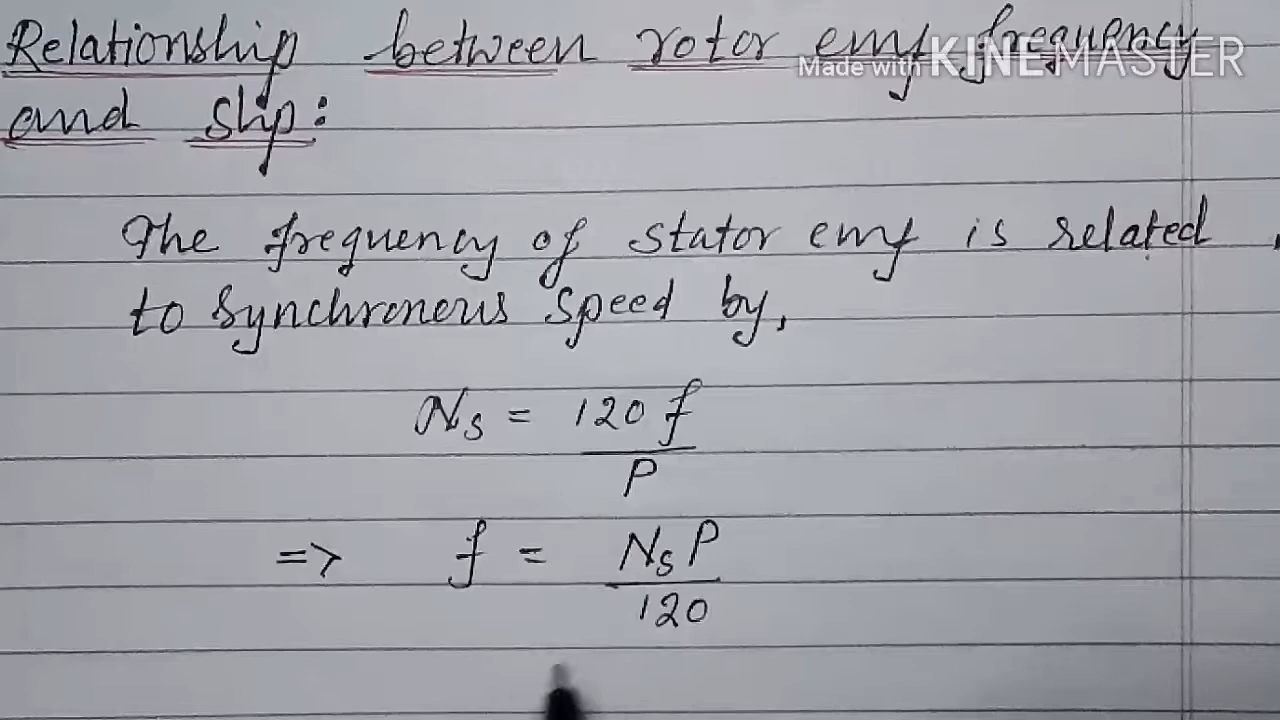 Relationship between rotor emf frequency
Made with KINEMASTER
and slip:
The frequency of stator emf is related
to synchronous speed by,
Ns = 120 f
P
=> f = Ns P
120